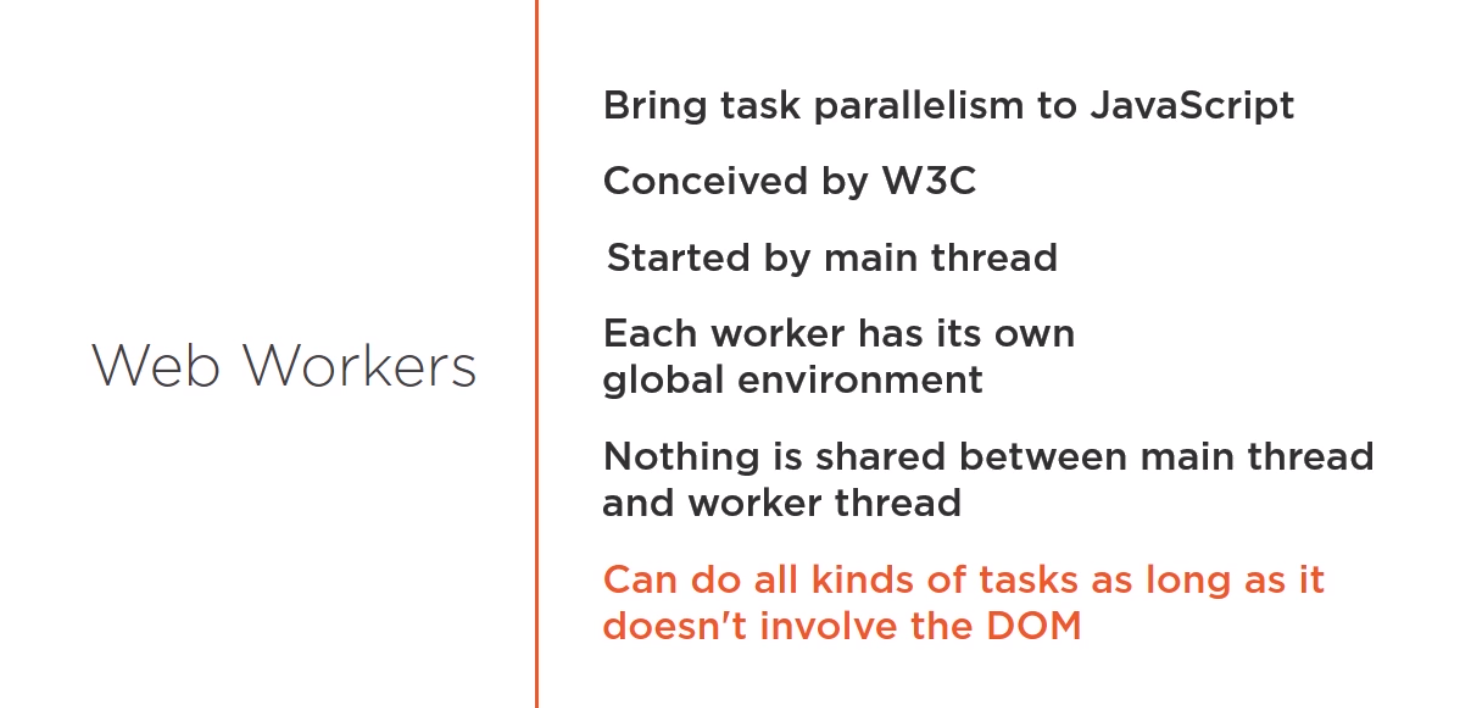 Web Workers
Bring task parallelism to JavaScript
Conceived by W3C
Started by main thread
Each worker has its own
global environment
Nothing is shared between main thread
and worker thread
Can do all kinds of tasks as long as it
doesn't involve the DOM